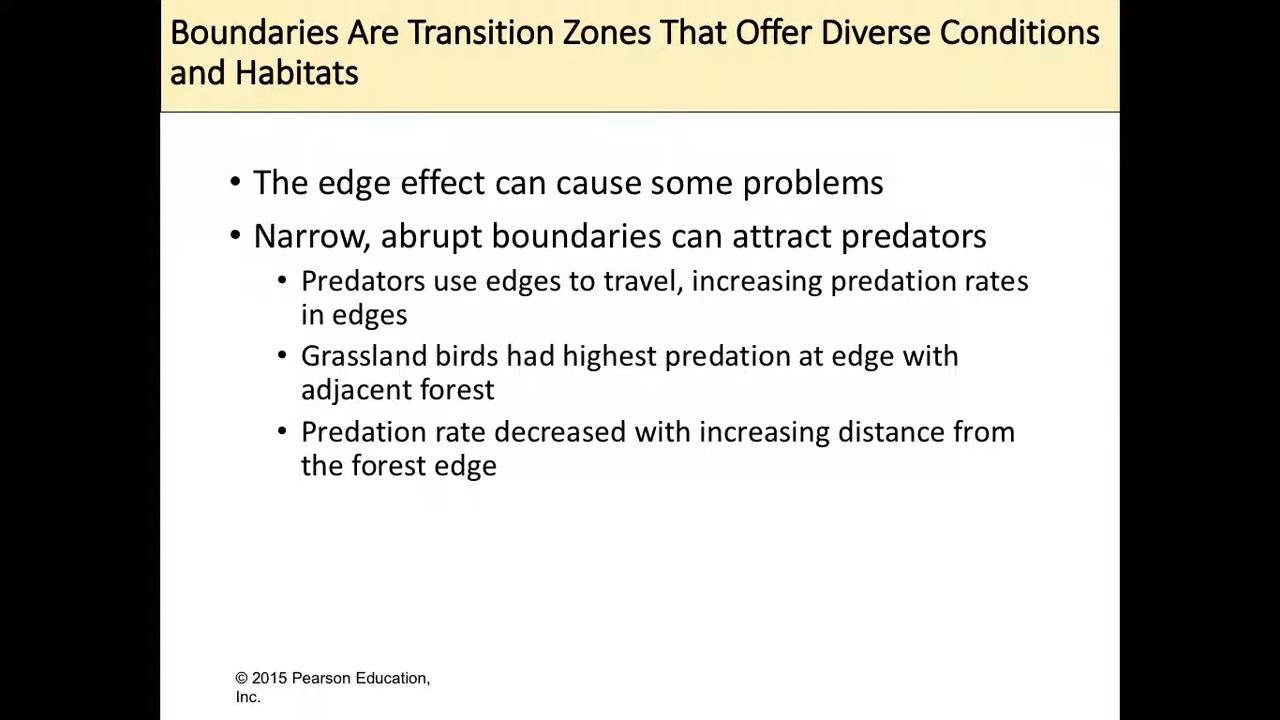 Boundaries Are Transition Zones That Offer Diverse Conditions
and Habitats
• The edge effect can cause some problems
• Narrow, abrupt boundaries can attract predators
• Predators use edges to travel, increasing predation rates
in edges
• Grassland birds had highest predation at edge with
adjacent forest
• Predation rate decreased with increasing distance from
the forest edge
© 2015 Pearson Education,
Inc.